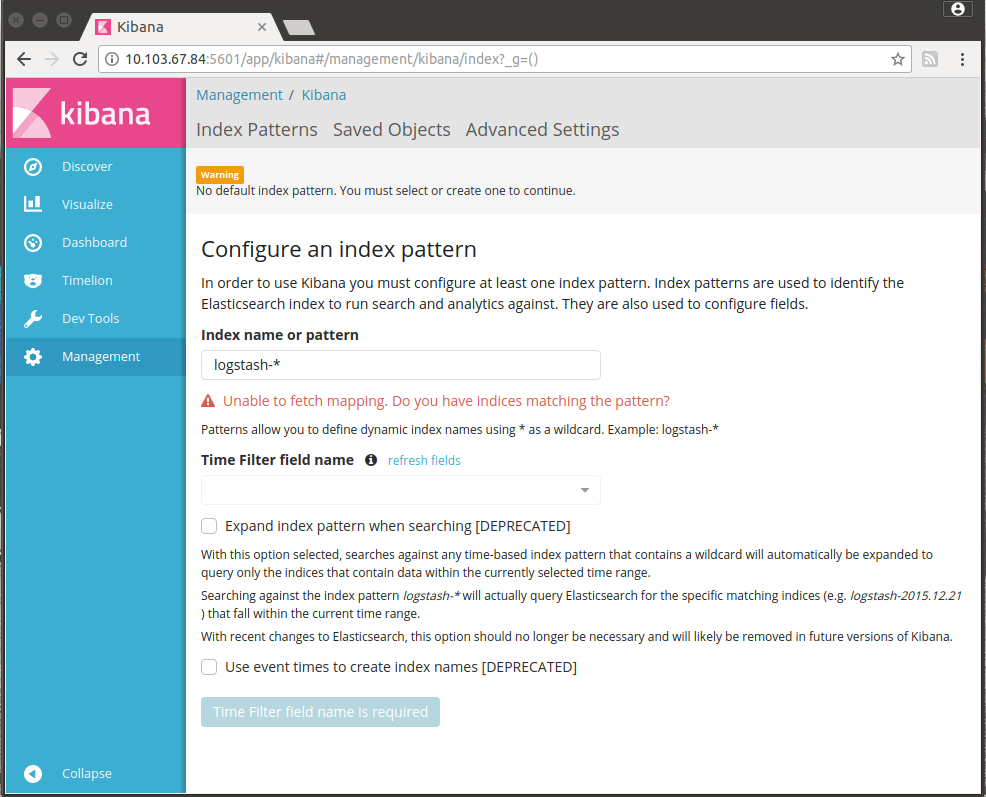 Kibana
10.103.67.84:5601/app/kibana#/management/kibana/index?_g=()
kibana
Discover
Visualize
Dashboard
Timelion
Dev Tools
Management
Collapse
Management / Kibana
Index Patterns Saved Objects Advanced Settings
Warning
No default index pattern. You must select or create one to continue.
Configure an index pattern
In order to use Kibana you must configure at least one index pattern. Index patterns are used to identify the
Elasticsearch index to run search and analytics against. They are also used to configure fields.
Index name or pattern
logstash-*
Unable to fetch mapping. Do you have indices matching the pattern?
Patterns allow you to define dynamic index names using * as a wildcard. Example: logstash-*
Time Filter field name refresh fields
Expand index pattern when searching [DEPRECATED]
With this option selected, searches against any time-based index pattern that contains a wildcard will automatically be expanded to
query only the indices that contain data within the currently selected time range.
Searching against the index pattern logstash-* will actually query Elasticsearch for the specific matching indices (e.g. logstash-2015.12.21
) that fall within the current time range.
With recent changes to Elasticsearch, this option should no longer be necessary and will likely be removed in future versions of Kibana.
Use event times to create index names [DEPRECATED]
Time Filter field name is required